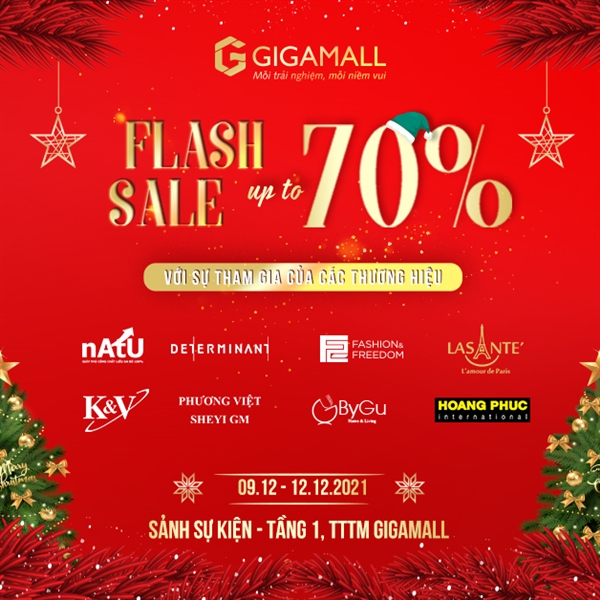 GIGAMALL
Mỗi trải nghiệm, mỗi niềm vui
FLASH SALE up to 70%
VỚI SỰ THAM GIA CỦA CÁC THƯƠNG HIỆU
nAtU
DETERMINANT
FASHION&
FREEDOM
LASANTE'
L'amour de Paris
K&V
PHƯƠNG VIỆT
SHEYI GM
ByGu
Home & Living
HOANG PHUC
international
Merry
Christmas
09.12 - 12.12.2021
SẢNH SỰ KIỆN - TẦNG 1, TTTM GIGAMALL